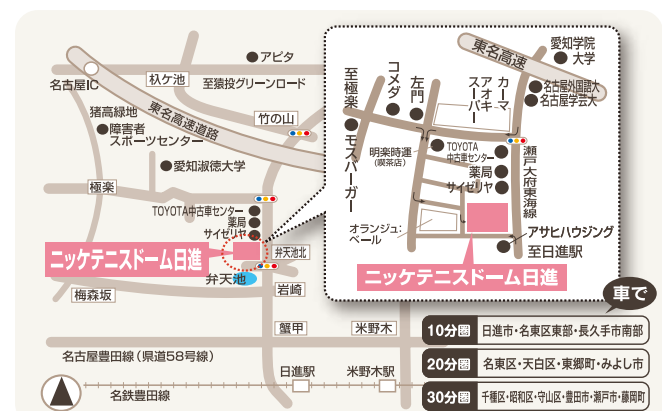 アピタ
名古屋IC
杁ケ池
至猿投グリーンロード
猪高緑地
障害者
スポーツセンター
東名高速道路
竹の山
愛知淑徳大学
極楽
TOYOTA中古車センター
薬局
サイゼリヤ
ニッケテニスドーム日進
弁天池北
弁天池
梅森坂
岩崎
蟹甲
米野木
名古屋豊田線（県道58号線）
日進駅
米野木駅
名鉄豊田線
東名高速
愛知学院
大学
至極楽
コメダ
左門
アオキ
スーパー
カーマ
名古屋外国語大
名古屋学芸大
モスバーガー
明楽時運
(喫茶店)
TOYOTA
中古車センター
薬局
サイゼリヤ
瀬戸大府東海線
オランジュ:
ベール
アサヒハウジング
至日進駅
ニッケテニスドーム日進
車で
10分圏 日進市・名東区東部・長久手市南部
20分圏 名東区・天白区・東郷町・みよし市
30分圏 千種区・昭和区・守山区・豊田市・瀬戸市・藤岡町